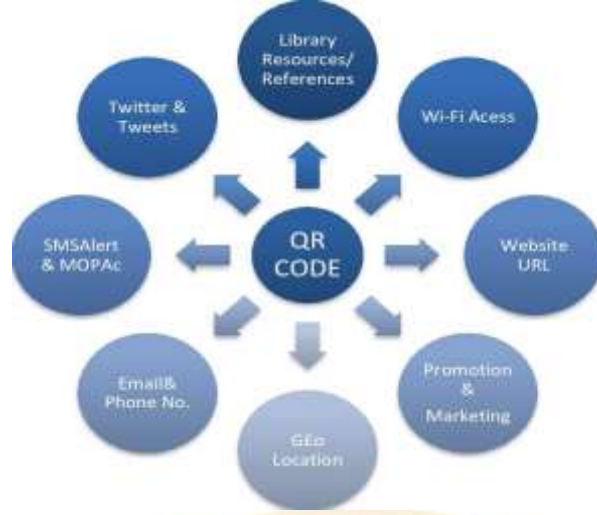 Library
Resources/
References
Twitter &
Tweets
Wi-Fi Acess
SMSAlert
& MOPAc
QR
CODE
Website
URL
Email&
Phone No.
Promotion
&
Marketing
GEo
Location